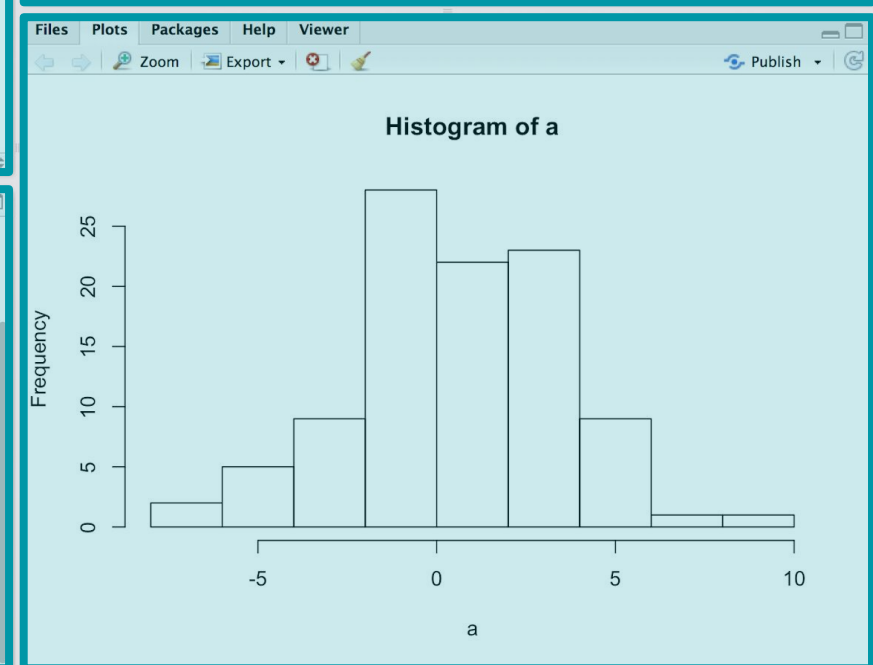 Files Plots Packages Help Viewer
Zoom Export Publish
Histogram of a
25
20
15
10
5
0
Frequency
-5 0 5 10
a